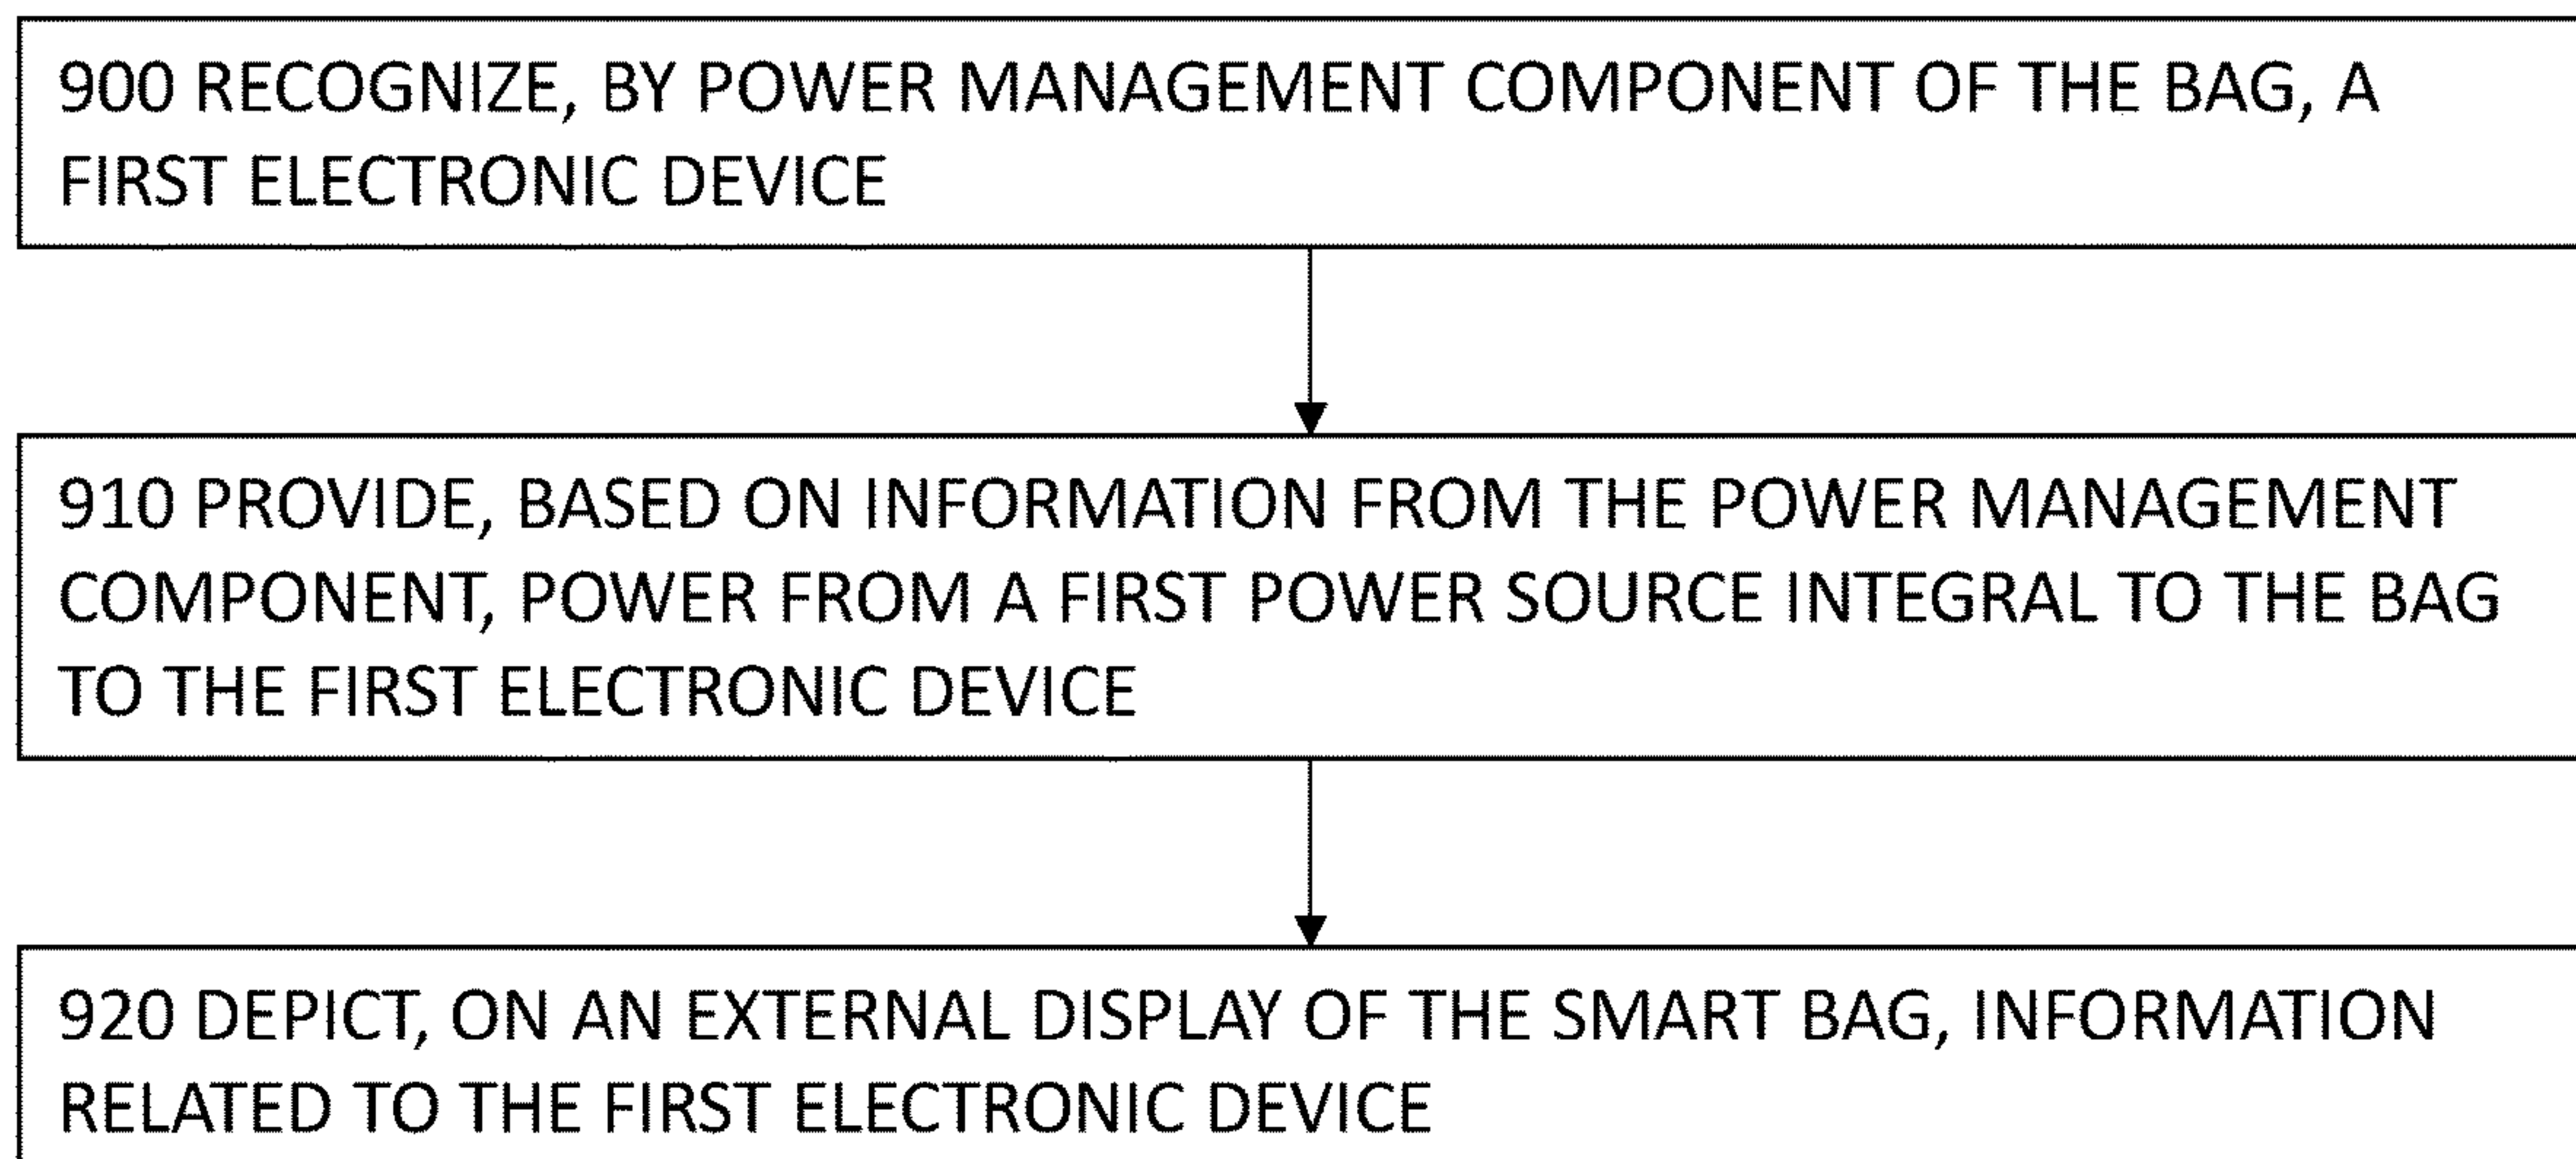 900 RECOGNIZE, BY POWER MANAGEMENT COMPONENT OF THE BAG, A
FIRST ELECTRONIC DEVICE
910 PROVIDE, BASED ON INFORMATION FROM THE POWER MANAGEMENT
COMPONENT, POWER FROM A FIRST POWER SOURCE INTEGRAL TO THE BAG
TO THE FIRST ELECTRONIC DEVICE
920 DEPICT, ON AN EXTERNAL DISPLAY OF THE SMART BAG, INFORMATION
RELATED TO THE FIRST ELECTRONIC DEVICE